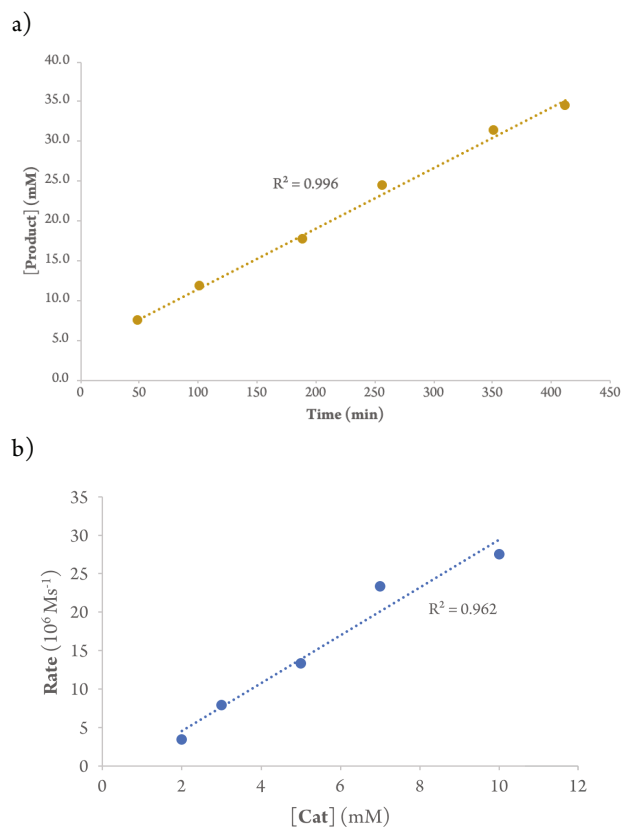 a)
40.0
35.0
30.0
25.0
20.0
15.0
10.0
5.0
0.0
[Product] (mM)
R² = 0.996
0 50 100 150 200 250 300 350 400 450
Time (min)
b)
35
30
25
20
15
10
5
0
Rate (10⁶ Ms⁻¹)
R² = 0.962
0 2 4 6 8 10 12
[Cat] (mM)